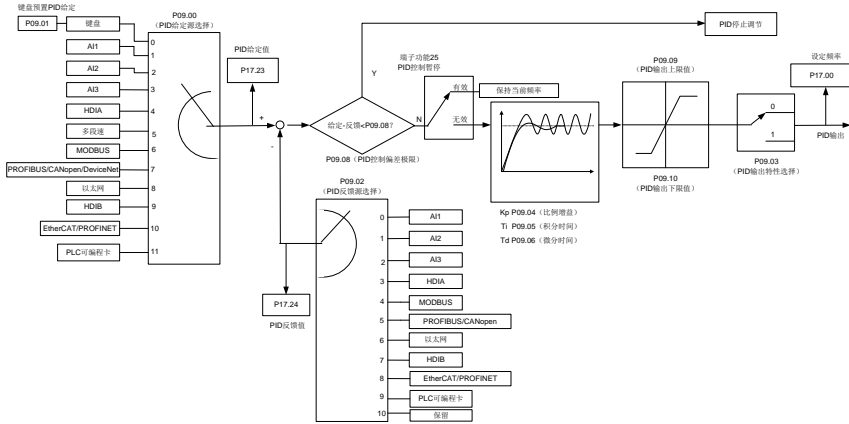 键盘预置PID给定
P09.01
键盘
AI1
AI2
AI3
HDIA
多段速
MODBUS
PROFIBUS/CANopen/DeviceNet
以太网
HDIB
EtherCAT/PROFINET
PLC可编程卡
P09.00
(PID给定源选择)
0
1
2
3
4
5
6
7
8
9
10
11
PID给定值
P17.23
+
-
P17.24
PID反馈值
给定-反馈<P09.08?
Y
N
P09.08（PID控制偏差极限）
PID停止调节
端子功能25
PID控制暂停
有效
无效
保持当前频率
Kp P09.04（比例增益）
Ti P09.05（积分时间）
Td P09.06（微分时间）
P09.02
(PID反馈源选择)
0
AI1
1
AI2
2
AI3
3
HDIA
4
MODBUS
5
PROFIBUS/CANopen
6
以太网
7
HDIB
8
EtherCAT/PROFINET
9
PLC可编程卡
10
保留
P09.09
(PID输出上限值)
P09.10
(PID输出下限值)
0
1
P09.03
(PID输出特性选择)
设定频率
P17.00
PID输出